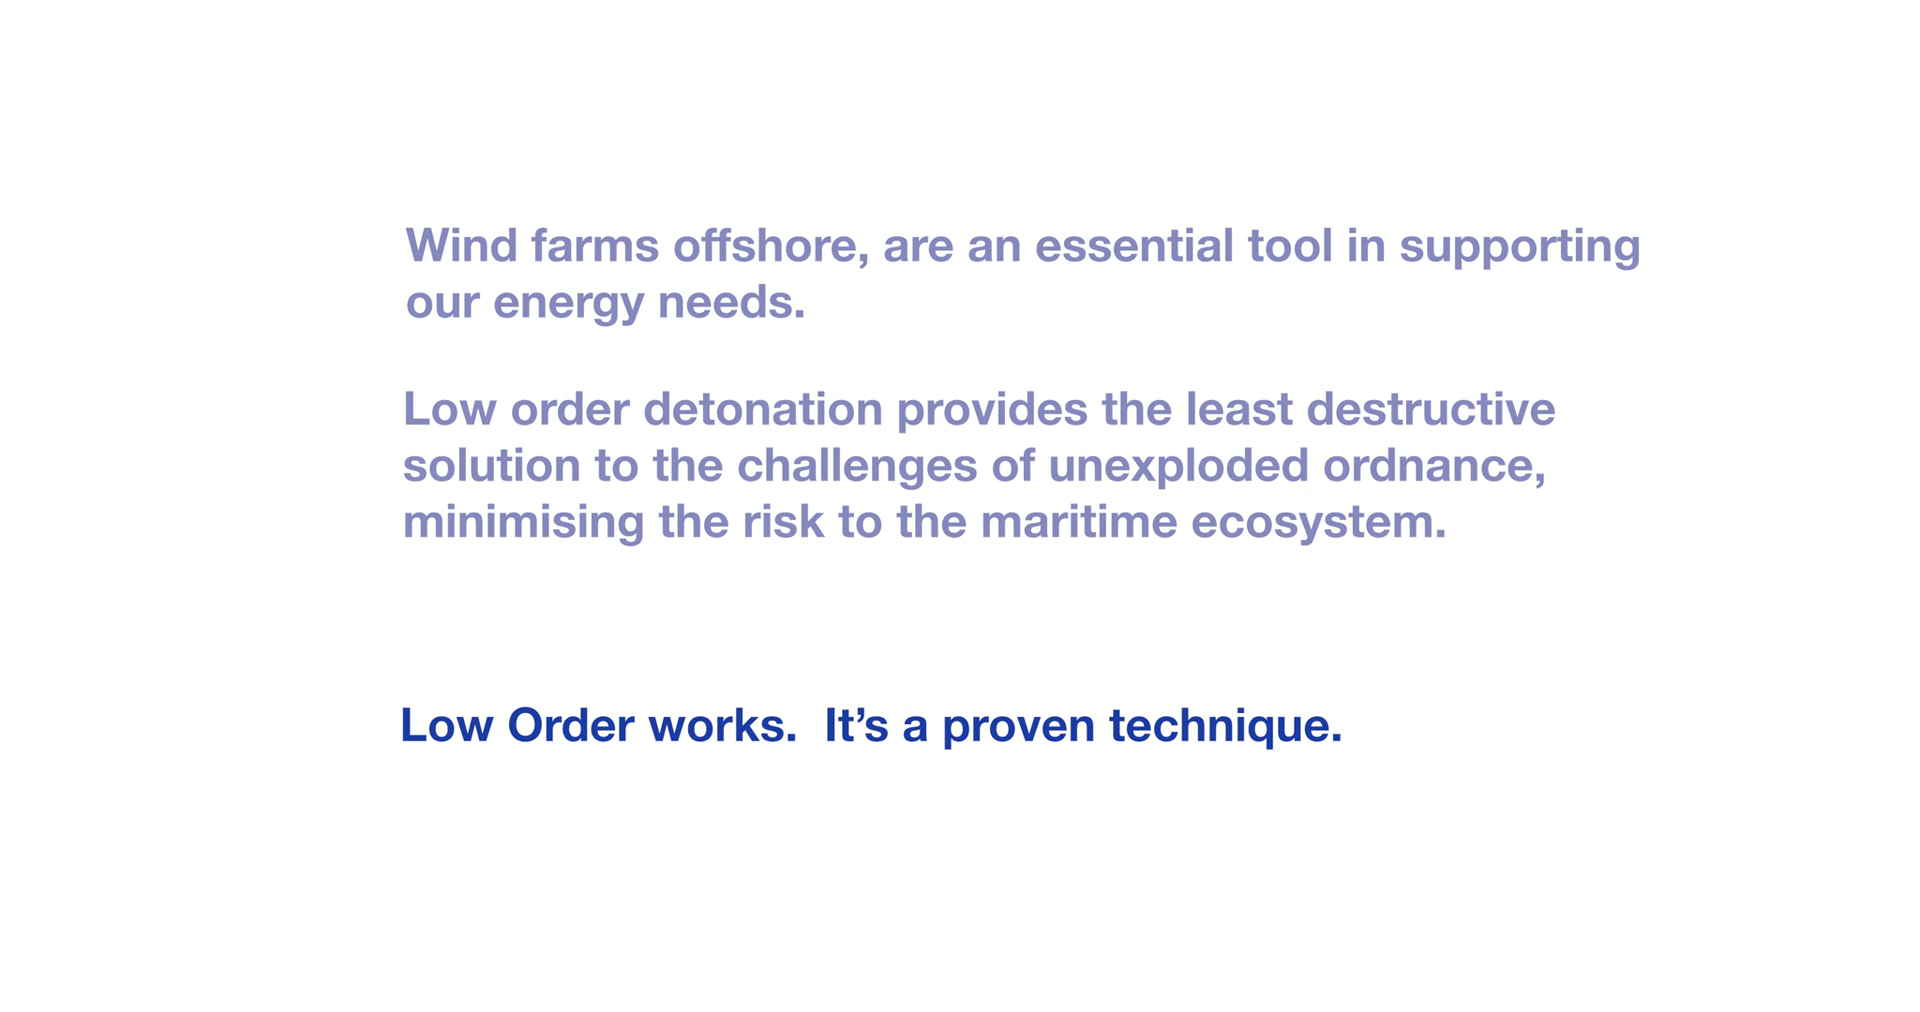 Wind farms offshore, are an essential tool in supporting
our energy needs.
Low order detonation provides the least destructive
solution to the challenges of unexploded ordnance,
minimising the risk to the maritime ecosystem.
Low Order works.  It’s a proven technique.